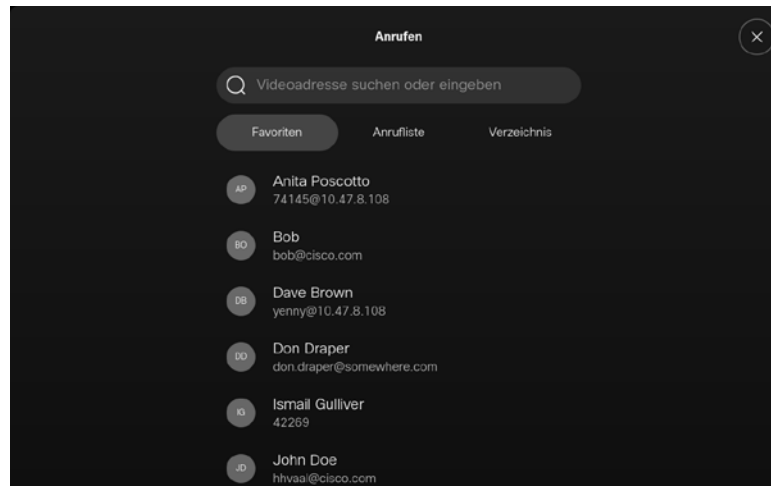 Anrufen
Videoadresse suchen oder eingeben
Favoriten Anrufliste Verzeichnis
AP Anita Poscotto
74145@10.47.8.108
BO Bob
bob@cisco.com
DB Dave Brown
yenny@10.47.8.108
DD Don Draper
don.draper@somewhere.com
IG Ismail Gulliver
42269
JD John Doe
hhvaal@cisco.com